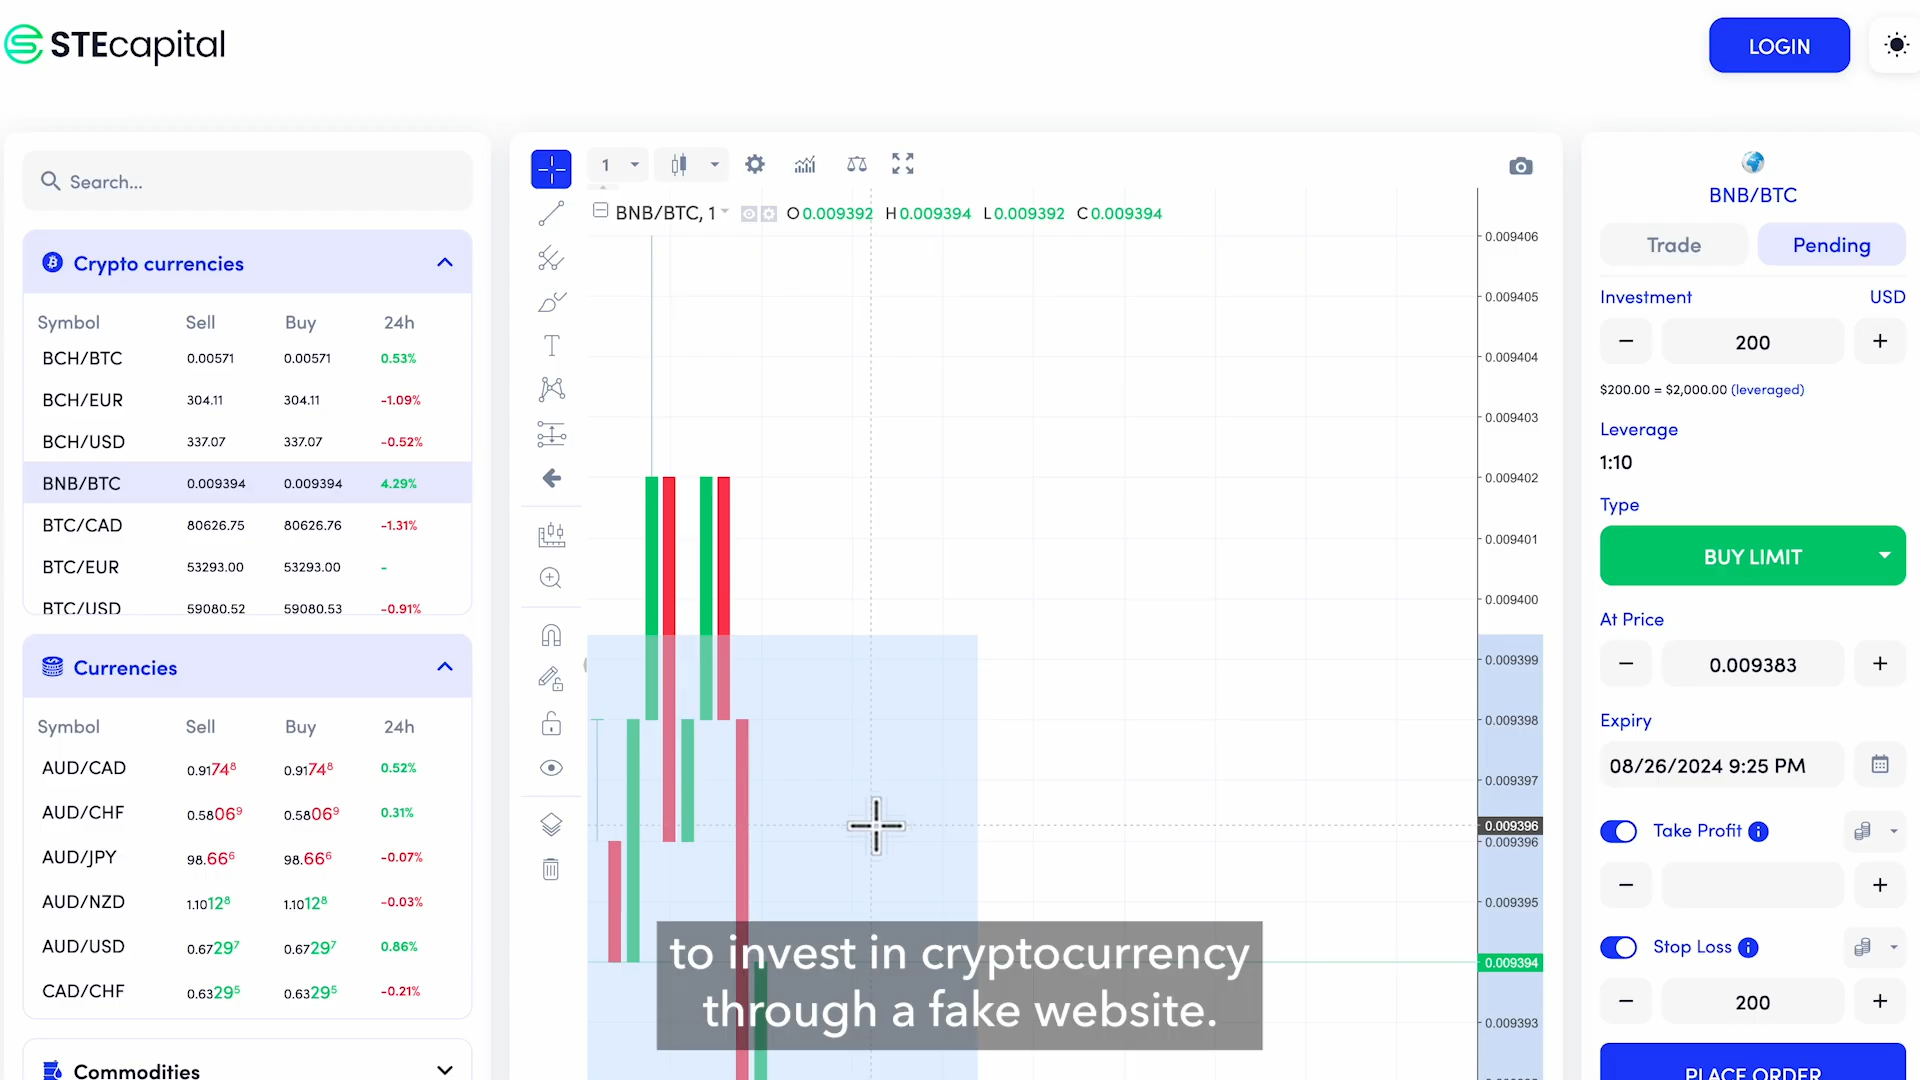 STEcapital
LOGIN
Search...
Crypto currencies
Symbol Sell Buy 24h
BCH/BTC 0.00571 0.00571 0.53%
BCH/EUR 304.11 304.11 -1.09%
BCH/USD 337.07 337.07 -0.52%
BNB/BTC 0.009394 0.009394 4.29%
BTC/CAD 80626.75 80626.76 -1.31%
BTC/EUR 53293.00 53293.00 -
BTC/USD 59080.52 59080.53 -0.91%
Currencies
Symbol Sell Buy 24h
AUD/CAD 0.91748 0.91748 0.52%
AUD/CHF 0.58069 0.58069 0.31%
AUD/JPY 98.666 98.666 -0.07%
AUD/NZD 1.10128 1.10128 -0.03%
AUD/USD 0.67297 0.67297 0.86%
CAD/CHF 0.63295 0.63295 -0.21%
Commodities
1
BNB/BTC, 1 O 0.009392 H 0.009394 L 0.009392 C 0.009394
0.009406
0.009405
0.009404
0.009403
0.009402
0.009401
0.009400
0.009399
0.009398
0.009397
0.009396
0.009396
0.009395
0.009394
0.009393
to invest in cryptocurrency
through a fake website.
BNB/BTC
Trade Pending
Investment USD
− 200 +
$200.00 = $2,000.00 (leveraged)
Leverage
1:10
Type
BUY LIMIT
At Price
− 0.009383 +
Expiry
08/26/2024 9:25 PM
Take Profit
− +
Stop Loss
− 200 +
PLACE ORDER